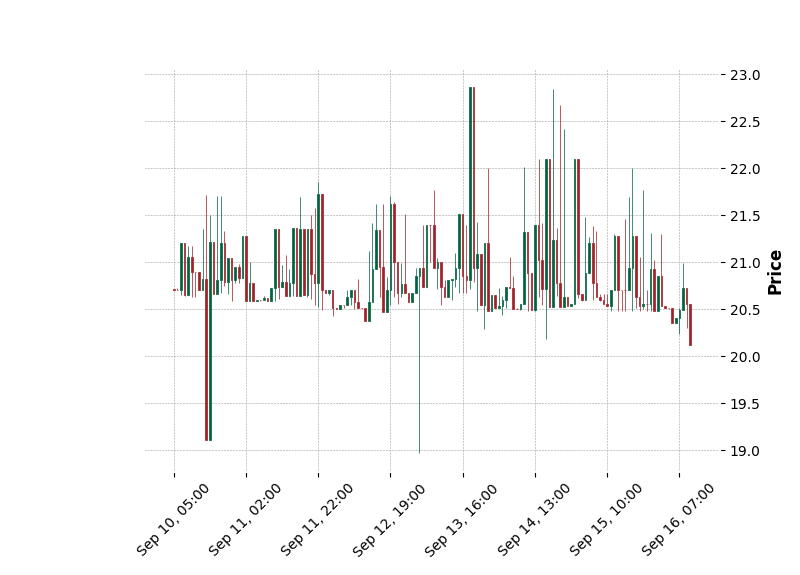 23.0
22.5
22.0
21.5
21.0
20.5
20.0
19.5
19.0
Price
Sep 10, 05:00
Sep 11, 02:00
Sep 11, 22:00
Sep 12, 19:00
Sep 13, 16:00
Sep 14, 13:00
Sep 15, 10:00
Sep 16, 07:00